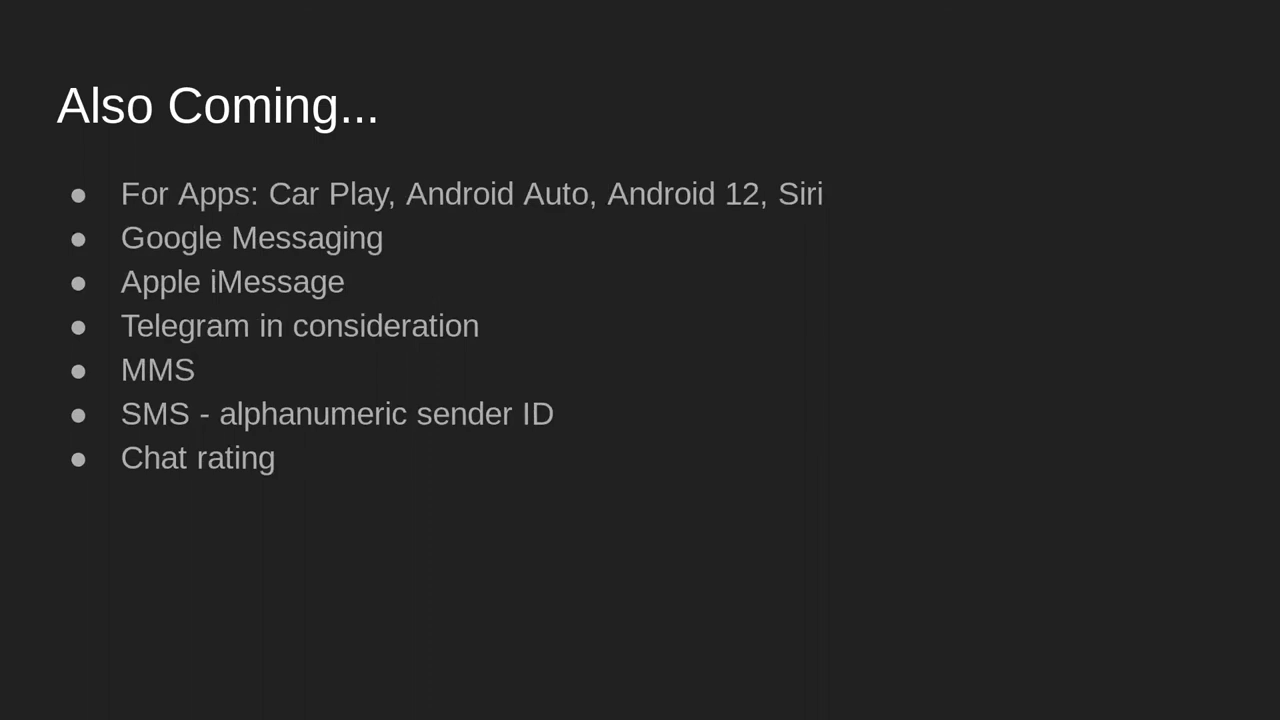 Also Coming...
● For Apps: Car Play, Android Auto, Android 12, Siri
● Google Messaging
● Apple iMessage
● Telegram in consideration
● MMS
● SMS - alphanumeric sender ID
● Chat rating